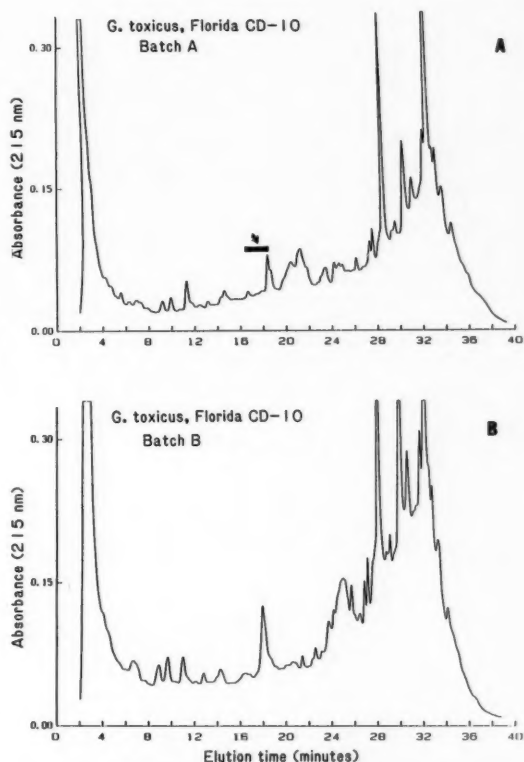 G. toxicus, Florida CD-10
Batch A
A
Absorbance (215 nm)
0.30
0.15
0.00
0 4 8 12 16 20 24 28 32 36 40
G. toxicus, Florida CD-10
Batch B
B
Absorbance (215 nm)
0.30
0.15
0.00
0 4 8 12 16 20 24 28 32 36 40
Elution time (minutes)